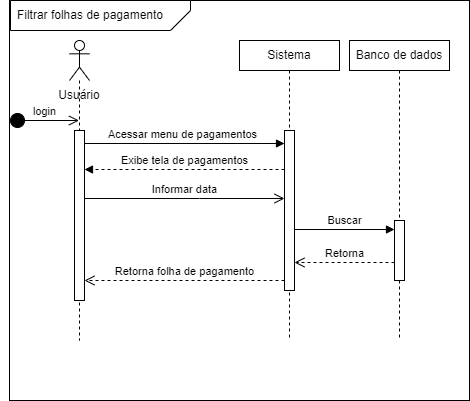 Filtrar folhas de pagamento
Sistema
Banco de dados
Usuário
login
Acessar menu de pagamentos
Exibe tela de pagamentos
Informar data
Buscar
Retorna
Retorna folha de pagamento